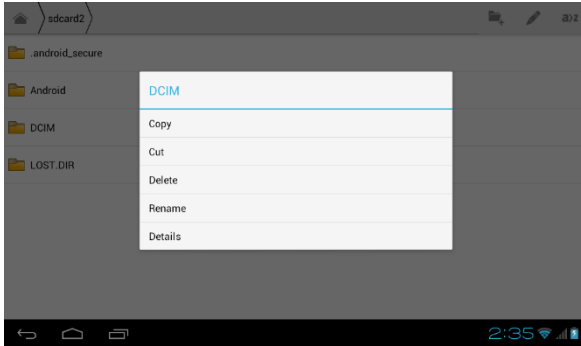 sdcard2
a)z
.android_secure
Android
DCIM
LOST.DIR
DCIM
Copy
Cut
Delete
Rename
Details
2:35